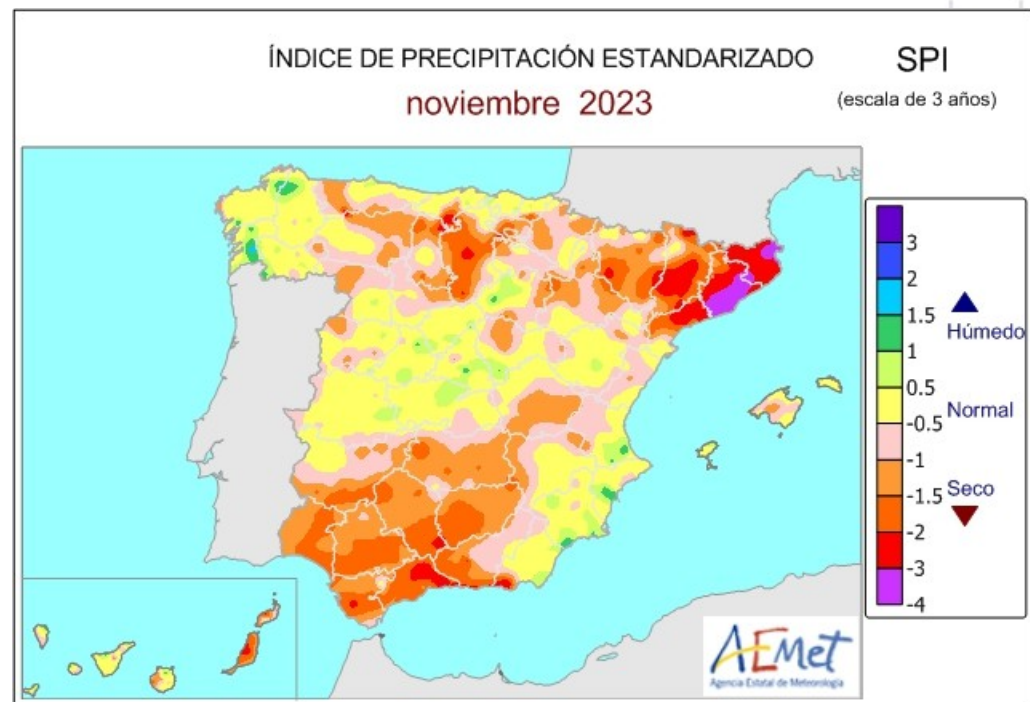 ÍNDICE DE PRECIPITACIÓN ESTANDARIZADO
SPI
noviembre 2023
(escala de 3 años)
3
2
1.5
1
0.5
-0.5
-1
-1.5
-2
-3
-4
Húmedo
Normal
Seco
AEMet
Agencia Estatal de Meteorología